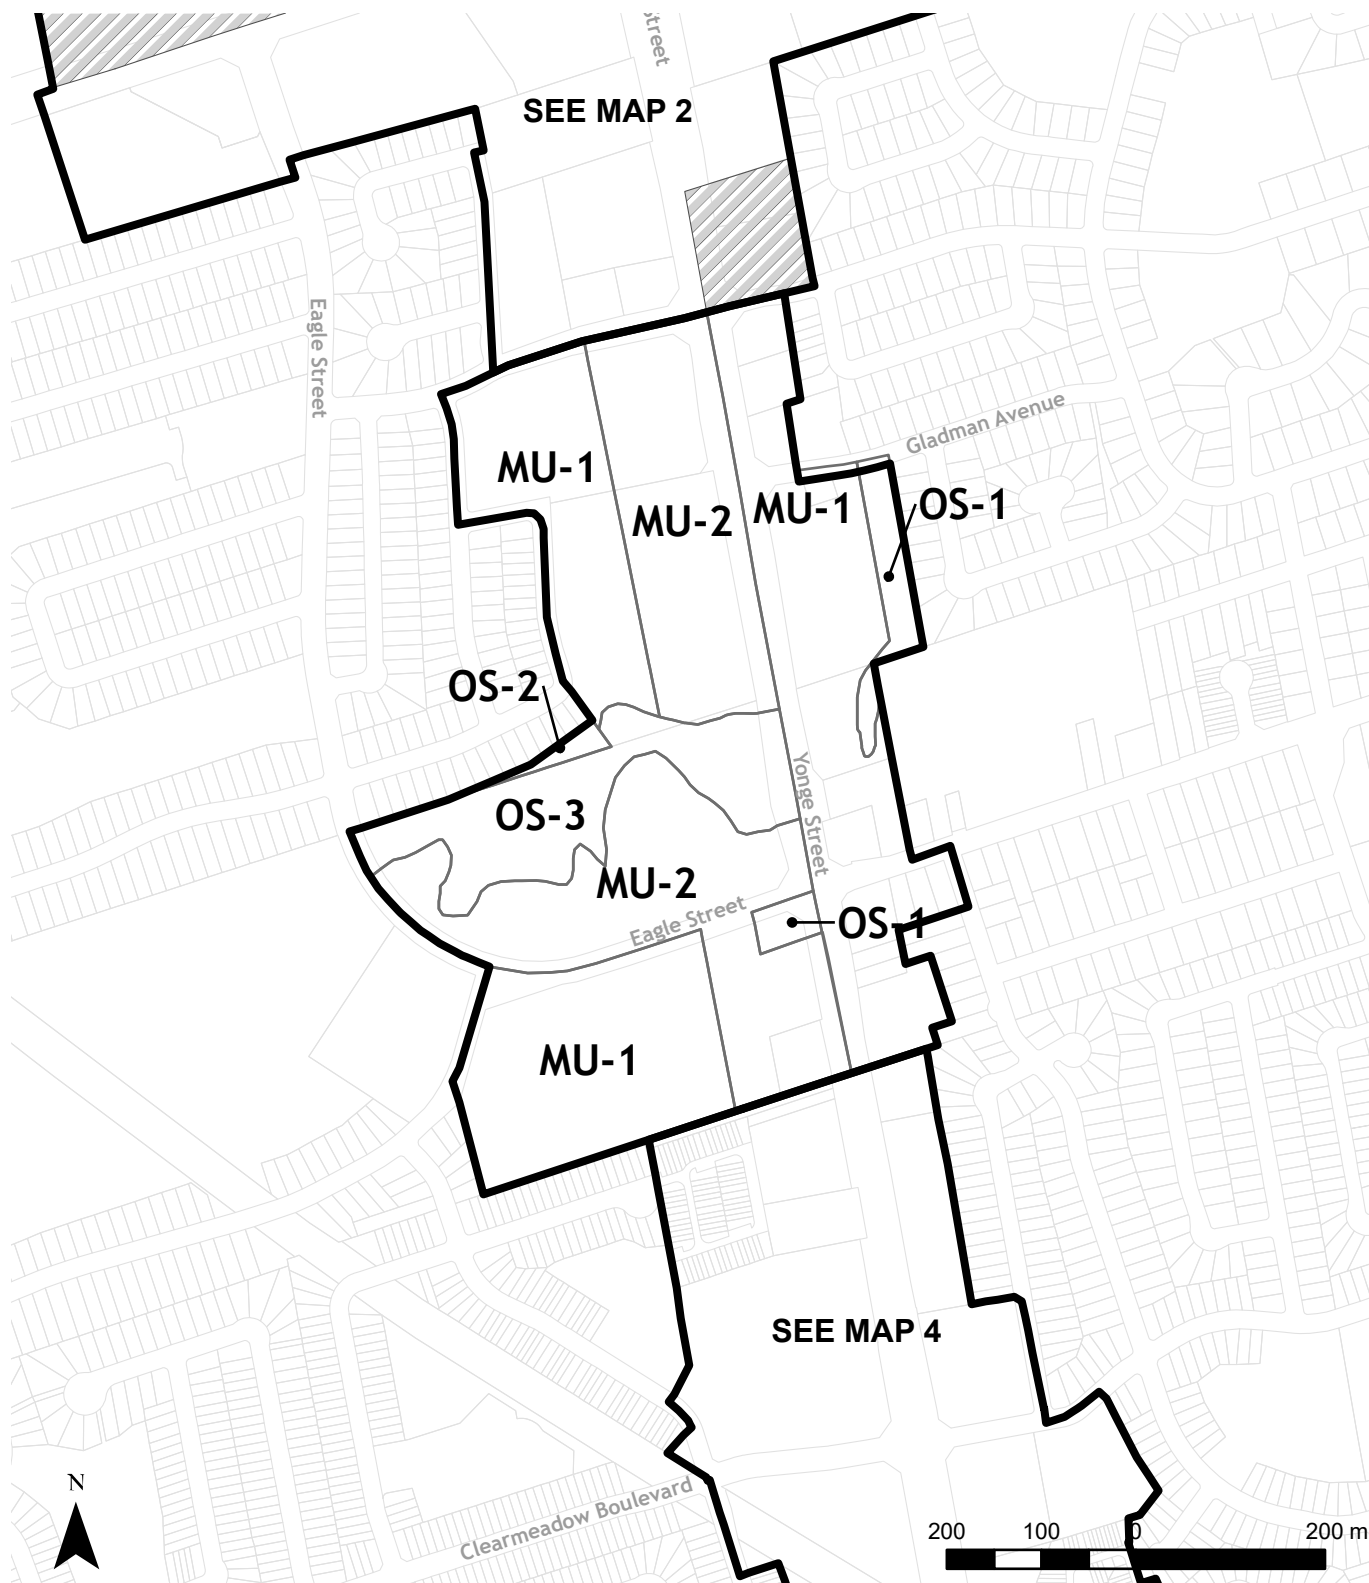 Street
SEE MAP 2
Eagle Street
Gladman Avenue
MU-1
OS-1
MU-1
MU-2
OS-2
Yonge Street
OS-3
MU-2
Eagle Street
OS-1
MU-1
SEE MAP 4
N
Clearmeadow Boulevard
200 100 0 200 m